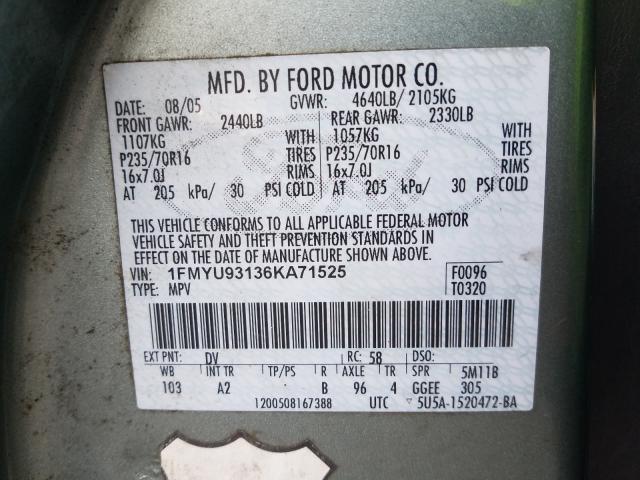 MFD. BY FORD MOTOR CO.
DATE: 08/05 GVWR: 4640LB/ 2105KG
FRONT GAWR: 2440LB REAR GAWR: 2330LB
1107KG WITH 1057KG WITH
P235/70R16 TIRES P235/70R16 TIRES
16x7.0J RIMS 16x7.0J RIMS
AT 205 kPa/ 30 PSI COLD AT 205 kPa/ 30 PSI COLD
THIS VEHICLE CONFORMS TO ALL APPLICABLE FEDERAL MOTOR
VEHICLE SAFETY AND THEFT PREVENTION STANDARDS IN
EFFECT ON THE DATE OF MANUFACTURE SHOWN ABOVE.
VIN: 1FMYU93136KA71525 F0096
TYPE: MPV T0320
EXT PNT: DV RC: 58 DSO:
WB INT TR TP/PS R AXLE TR SPR 5M11B
103 A2 B 96 4 GGEE 305
1200508167388 UTC ▽ 5U5A-1520472-BA